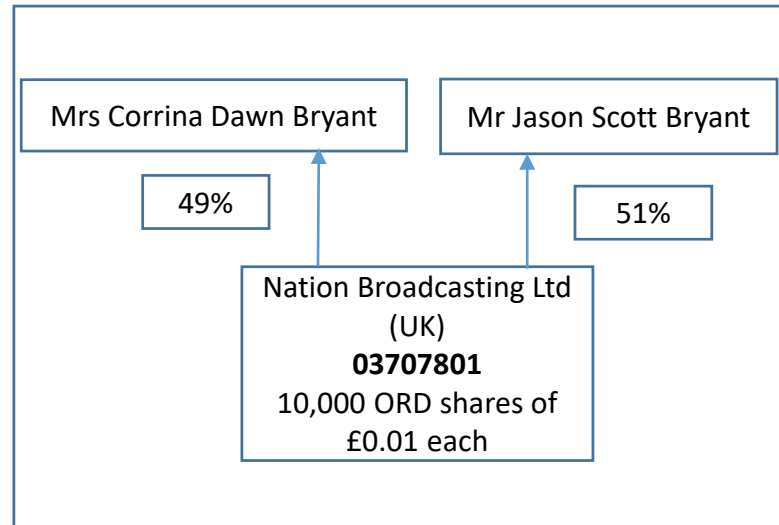 Mrs Corrina Dawn Bryant
Mr Jason Scott Bryant
49%
51%
Nation Broadcasting Ltd
(UK)
03707801
10,000 ORD shares of
£0.01 each